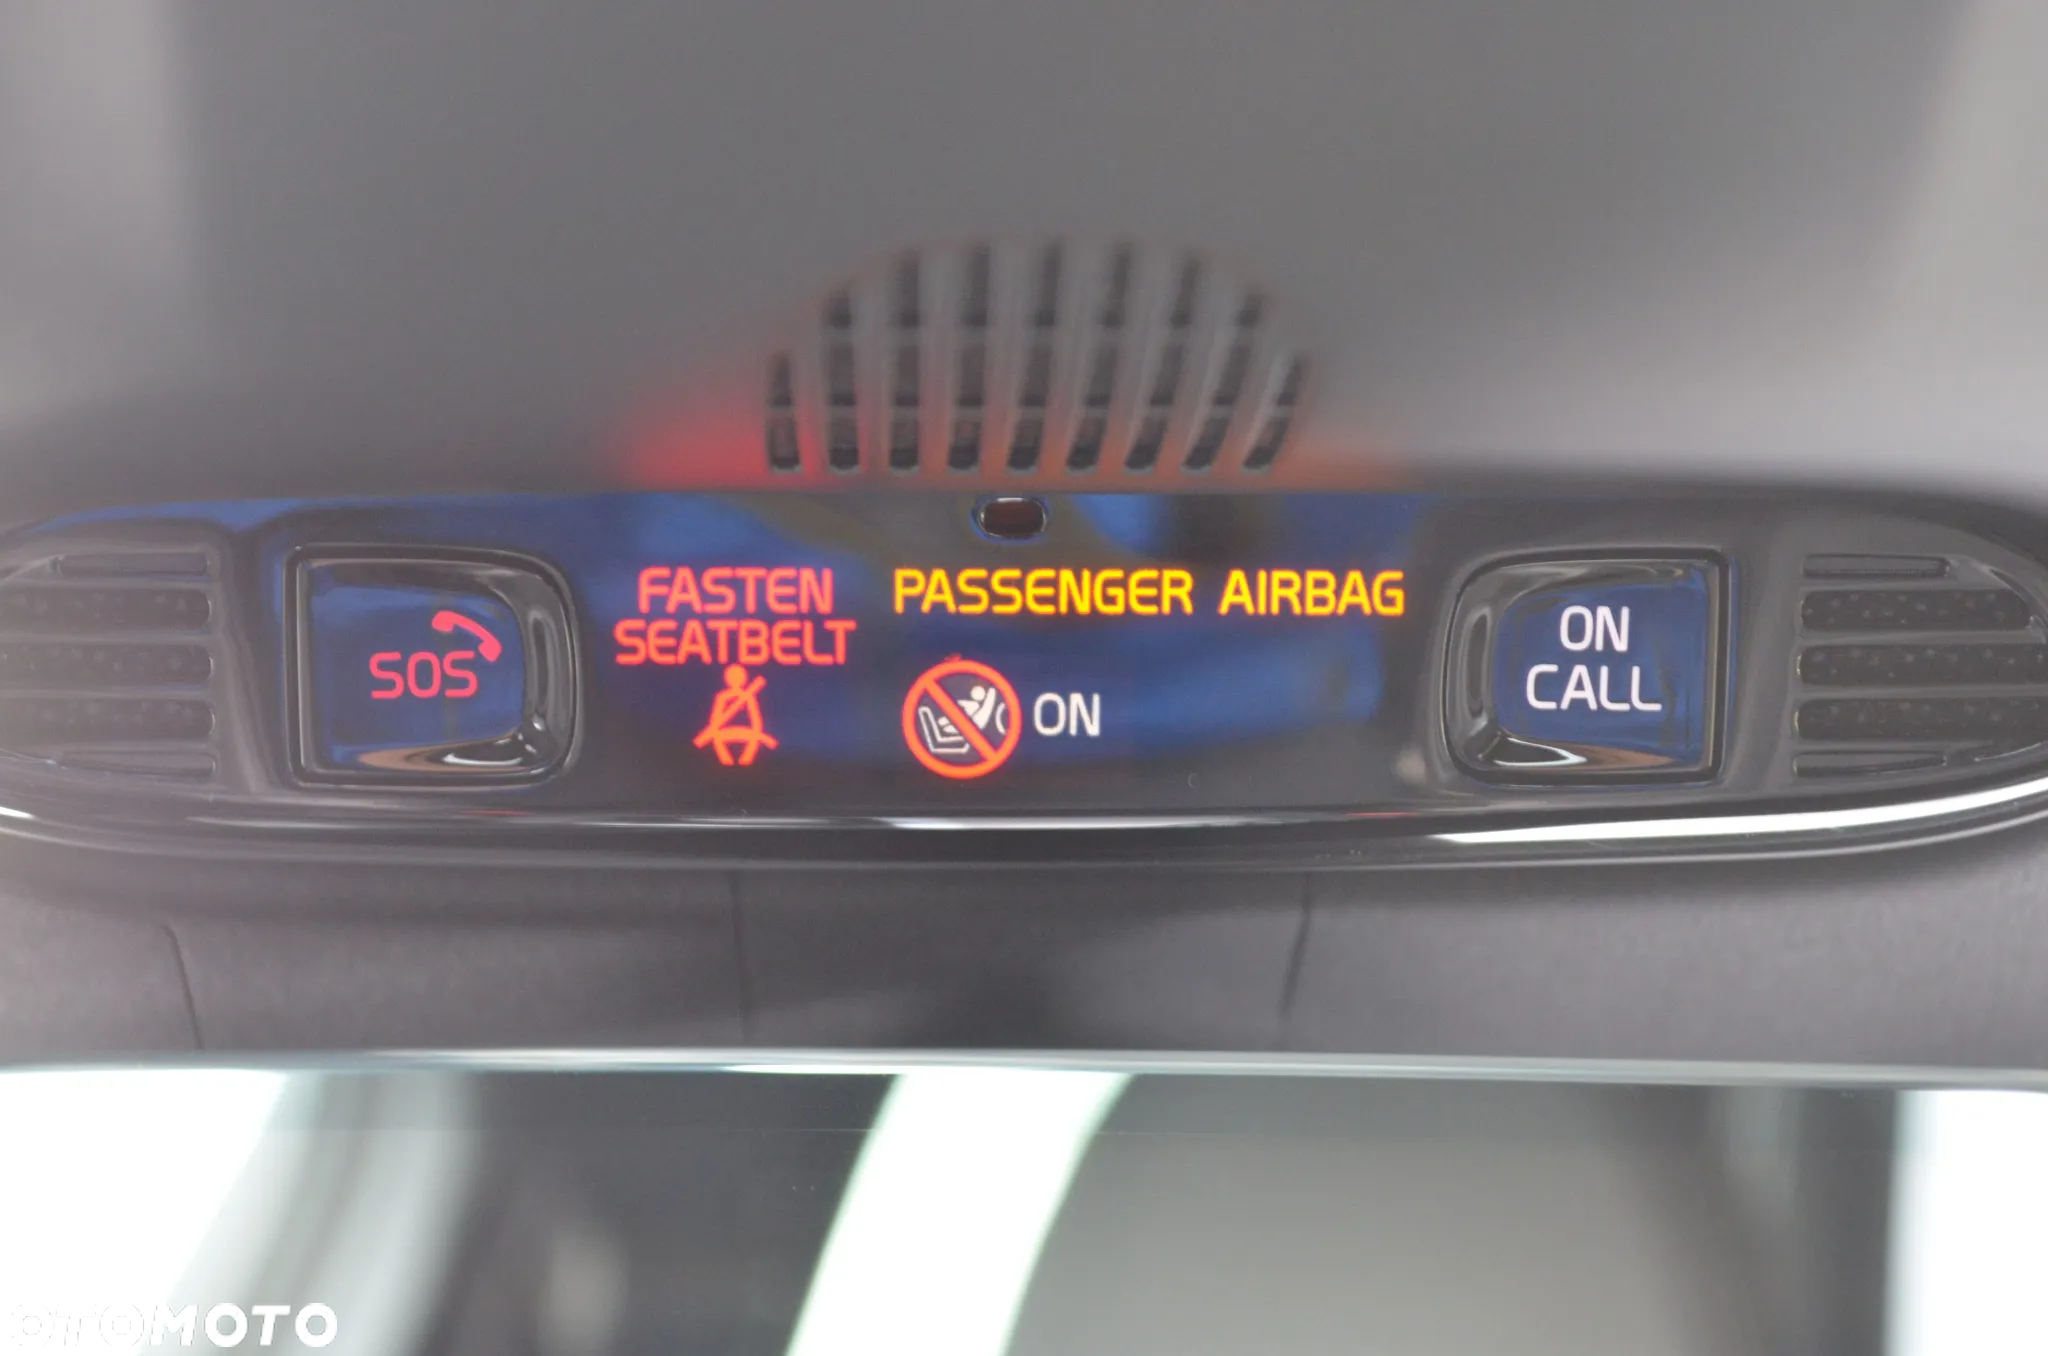 SOS
FASTEN
SEATBELT
PASSENGER AIRBAG
ON
ON
CALL
OTOMOTO